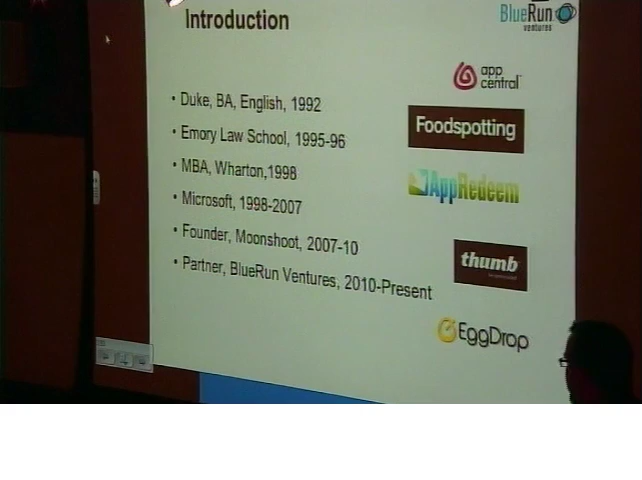 Introduction
BlueRun
ventures
app
central
• Duke, BA, English, 1992
Foodspotting
• Emory Law School, 1995-96
• MBA, Wharton,1998
AppRedeem
• Microsoft, 1998-2007
• Founder, Moonshoot, 2007-10
thumb
• Partner, BlueRun Ventures, 2010-Present
EggDrop